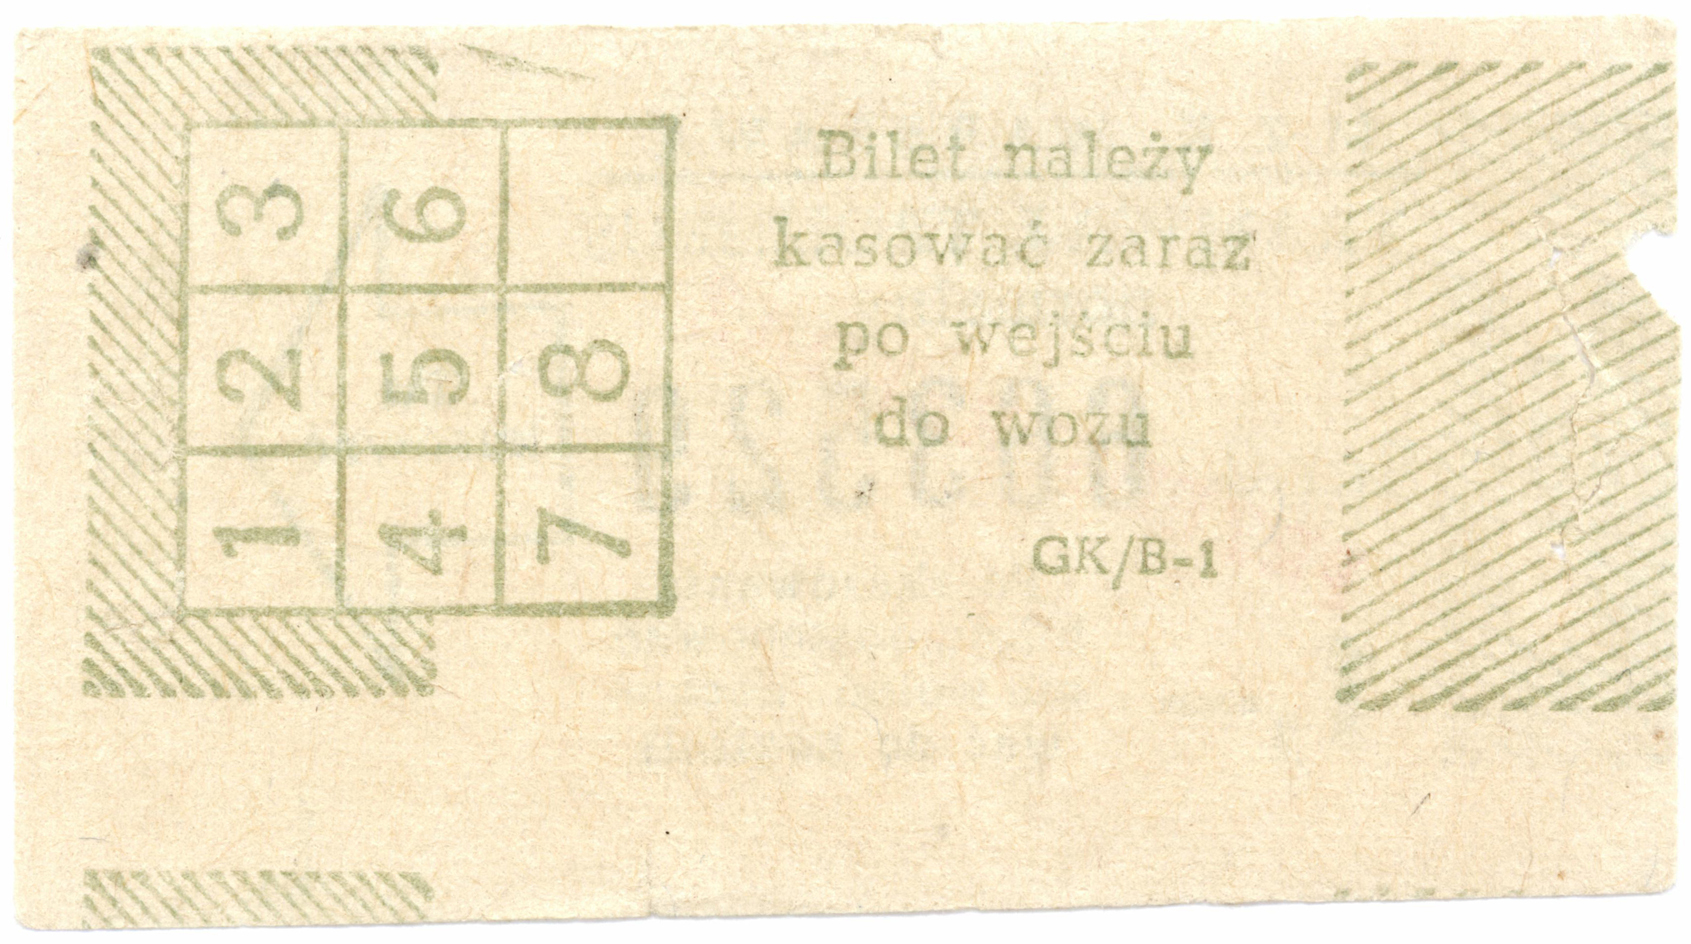 3 6
2 5 8
1 4 7
Bilet należy
kasować zaraz
po wejściu
do wozu
GK/B-1